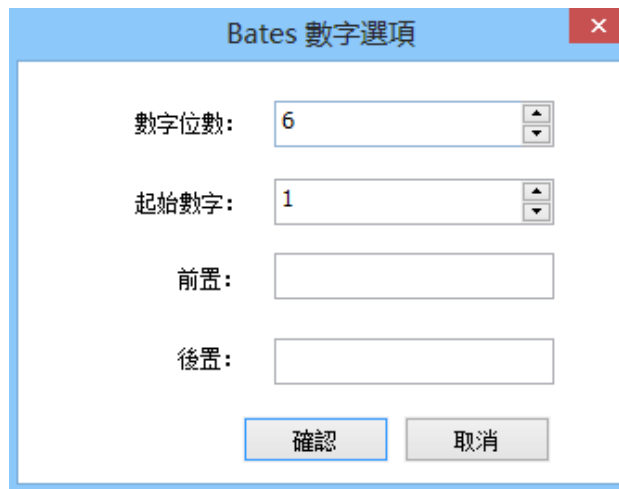 Bates 數字選項
數字位數： 6
起始數字： 1
前置：
後置：
確認 取消